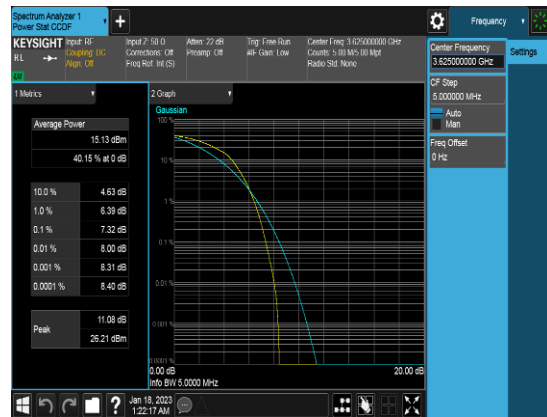 Spectrum Analyzer 1
Power Stat CCDF
+
Frequency
KEYSIGHT
Input: RF
Coupling: DC
Align: Off
RL
LXI
Input Z: 50 Ω
Corrections: Off
Freq Ref: Int (S)
Atten: 22 dB
Preamp: Off
Trig: Free Run
#IF Gain: Low
Center Freq: 3.625000000 GHz
Counts: 5.00 M/5.00 Mpt
Radio Std: None
Center Frequency
3.625000000 GHz
Settings
CF Step
5.000000 MHz
Auto
Man
Freq Offset
0 Hz
1 Metrics
Average Power
15.13 dBm
40.15 % at 0 dB
10.0 % 4.63 dB
1.0 % 6.39 dB
0.1 % 7.32 dB
0.01 % 8.00 dB
0.001 % 8.31 dB
0.0001 % 8.40 dB
Peak
11.08 dB
26.21 dBm
2 Graph
Gaussian
100 %
10 %
1 %
0.1 %
0.01 %
0.001 %
0.0001 %
0.00 dB
20.00 dB
Info BW 5.0000 MHz
?
Jan 18, 2023
1:22:17 AM